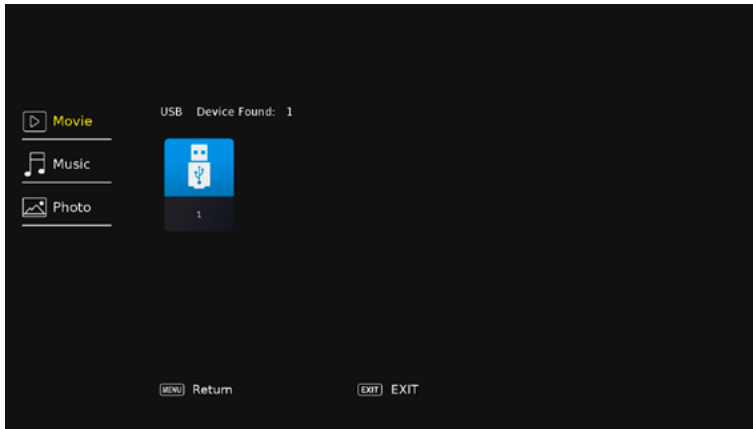 USB Device Found: 1
Movie
Music
Photo
1
MENU Return
EXIT EXIT